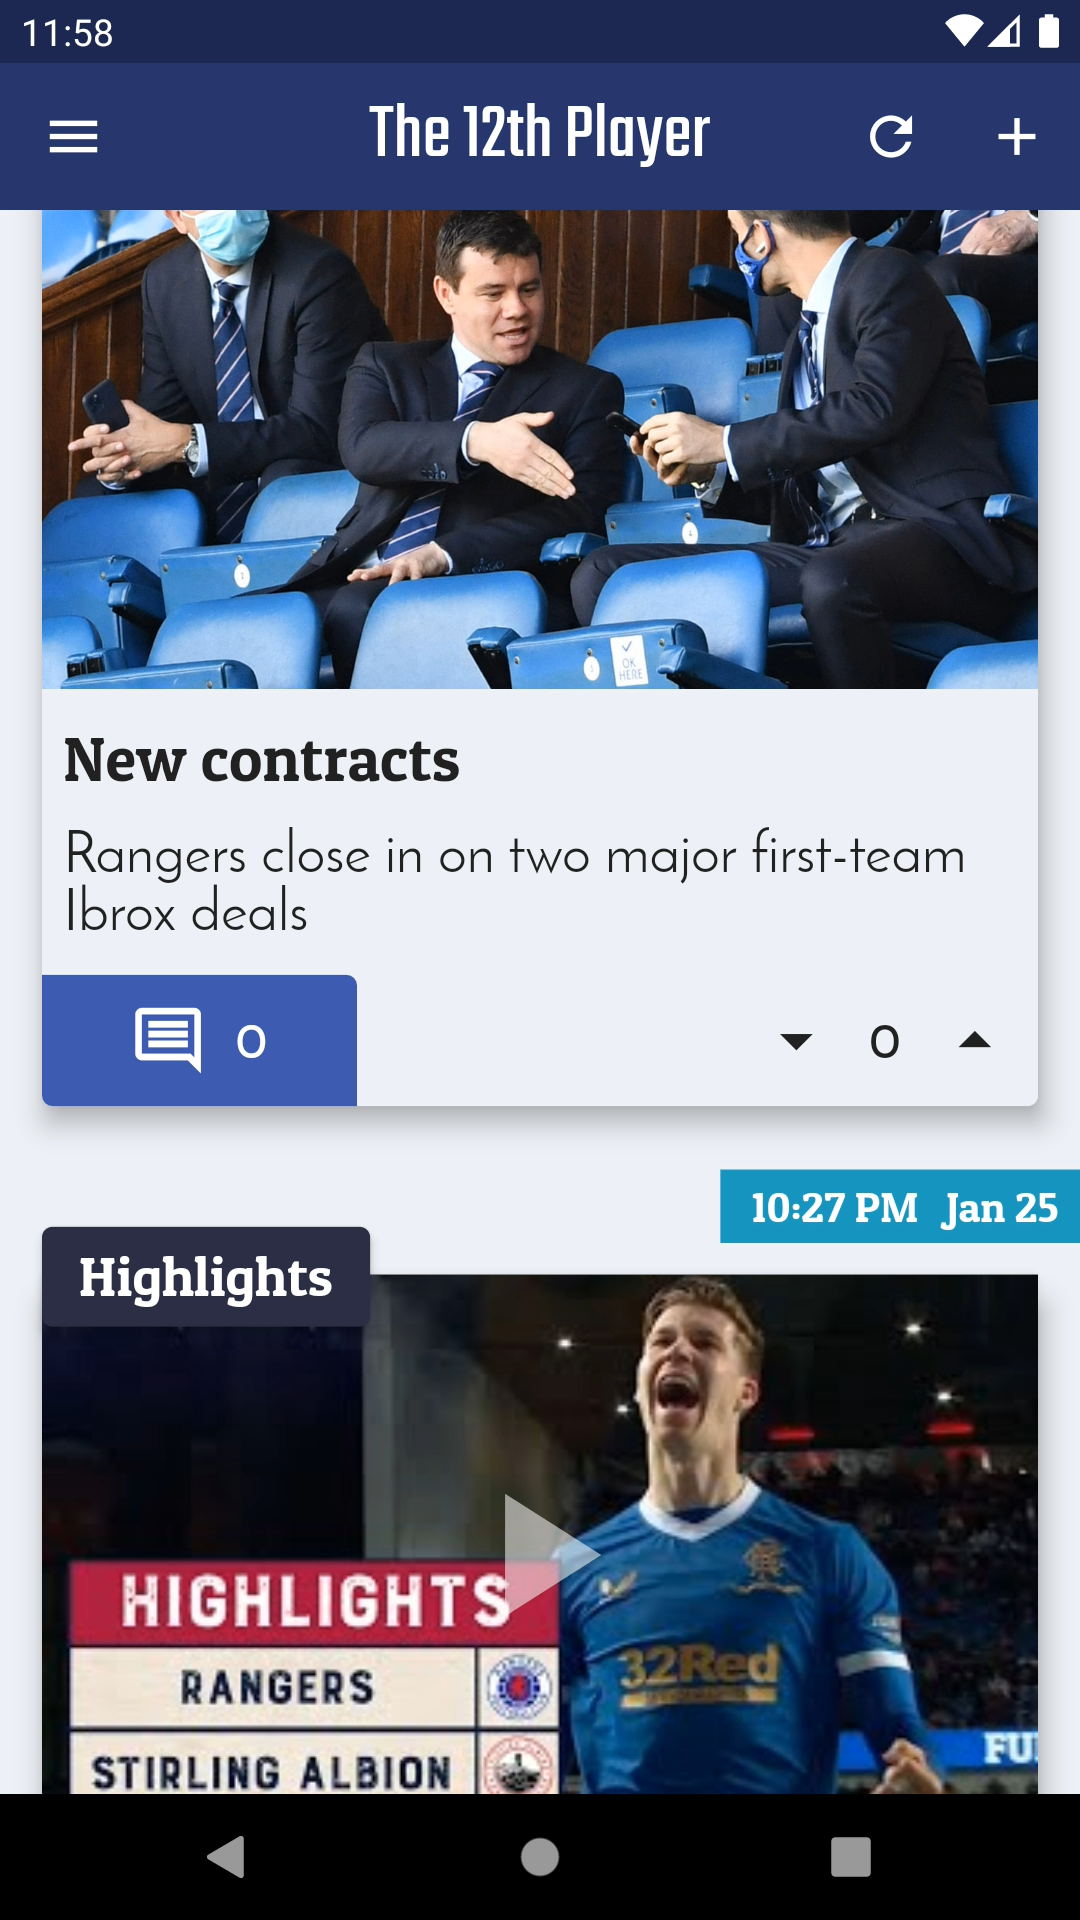 11:58
The 12th Player
OK
HERE
New contracts
Rangers close in on two major first-team
Ibrox deals
0
0
10:27 PM Jan 25
Highlights
HIGHLIGHTS
RANGERS
STIRLING ALBION
32Red
FU